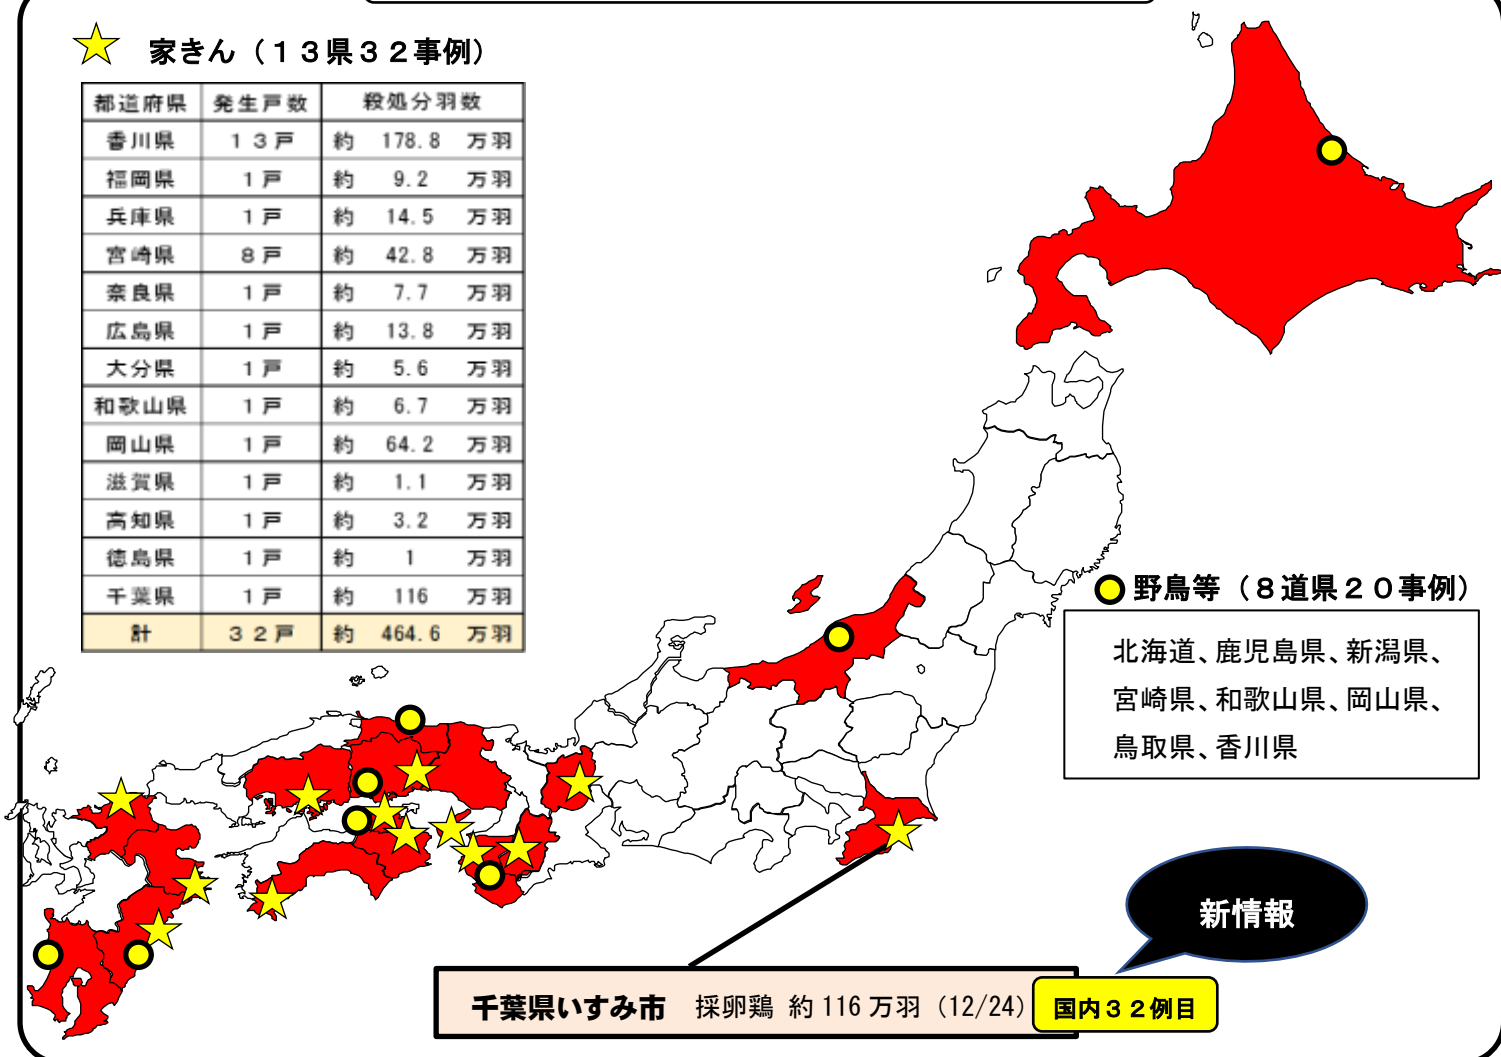 家きん（１３県３２事例）
都道府県 発生戸数 殺処分羽数
香川県 １３戸 約 178.8 万羽
福岡県 １戸 約 9.2 万羽
兵庫県 １戸 約 14.5 万羽
宮崎県 ８戸 約 42.8 万羽
奈良県 １戸 約 7.7 万羽
広島県 １戸 約 13.8 万羽
大分県 １戸 約 5.6 万羽
和歌山県 １戸 約 6.7 万羽
岡山県 １戸 約 64.2 万羽
滋賀県 １戸 約 1.1 万羽
高知県 １戸 約 3.2 万羽
徳島県 １戸 約 1 万羽
千葉県 １戸 約 116 万羽
計 ３２戸 約 464.6 万羽
野鳥等（８道県２０事例）
北海道、鹿児島県、新潟県、
宮崎県、和歌山県、岡山県、
鳥取県、香川県
新情報
千葉県いすみ市 採卵鶏 約 116 万羽（12/24）
国内３２例目